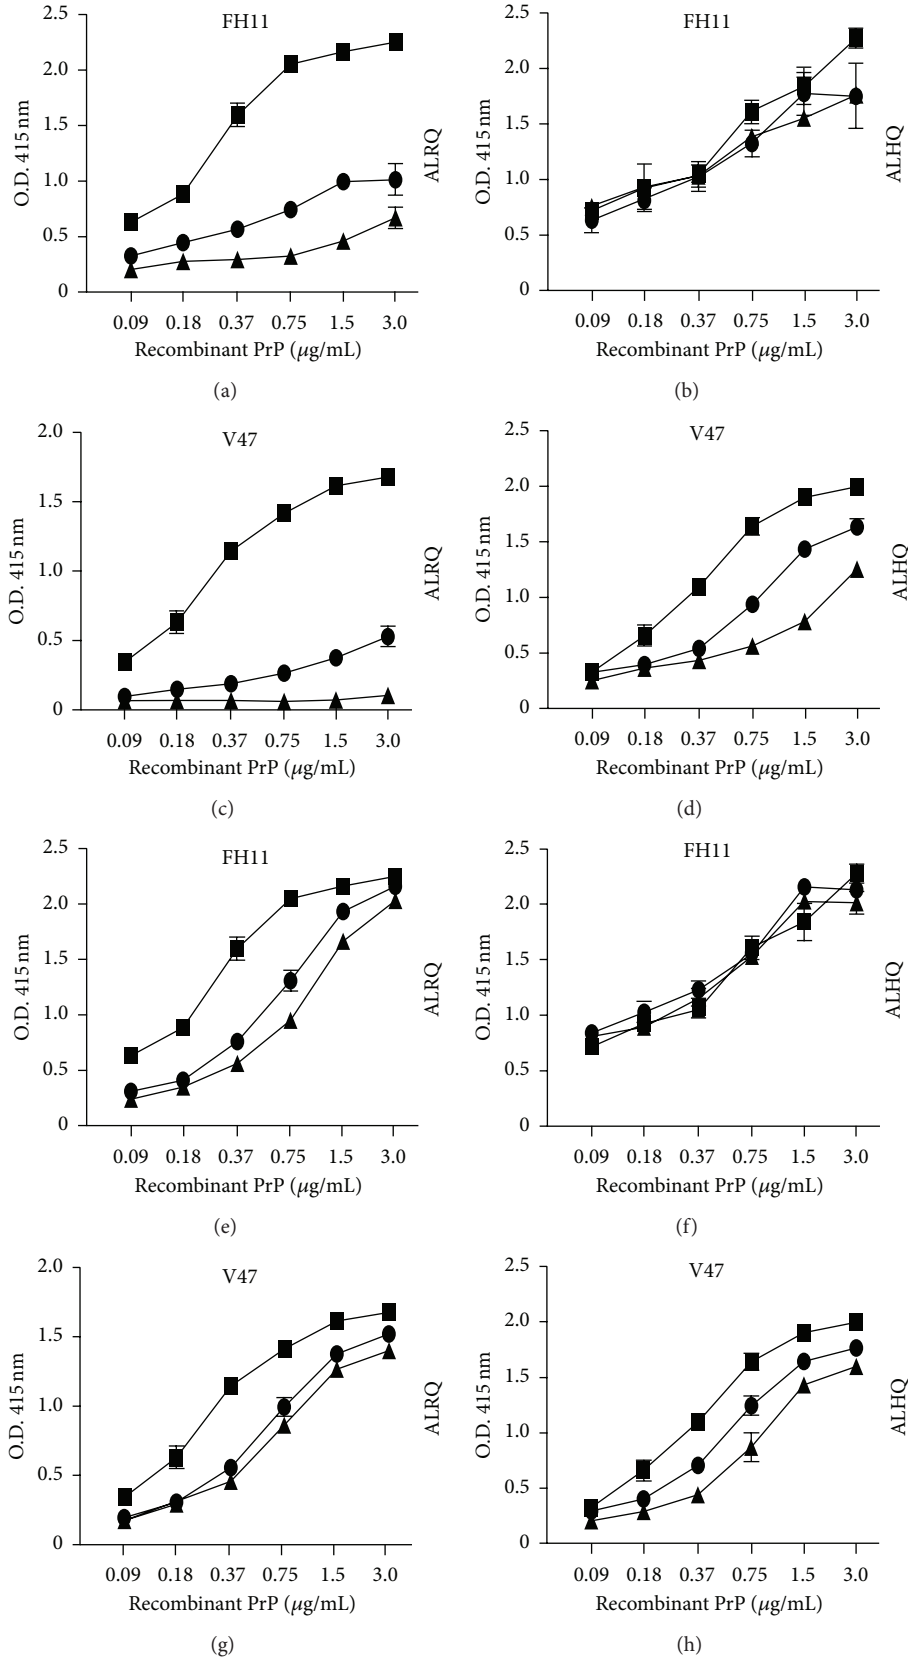 FH11
2.5
2.0
1.5
1.0
0.5
0
O.D. 415 nm
ALRQ
0.09 0.18 0.37 0.75 1.5 3.0
Recombinant PrP (μg/mL)
(a)
FH11
2.5
2.0
1.5
1.0
0.5
0
O.D. 415 nm
ALHQ
0.09 0.18 0.37 0.75 1.5 3.0
Recombinant PrP (μg/mL)
(b)
V47
2.0
1.5
1.0
0.5
0
O.D. 415 nm
ALRQ
0.09 0.18 0.37 0.75 1.5 3.0
Recombinant PrP (μg/mL)
(c)
V47
2.5
2.0
1.5
1.0
0.5
0
O.D. 415 nm
ALHQ
0.09 0.18 0.37 0.75 1.5 3.0
Recombinant PrP (μg/mL)
(d)
FH11
2.5
2.0
1.5
1.0
0.5
0
O.D. 415 nm
ALRQ
0.09 0.18 0.37 0.75 1.5 3.0
Recombinant PrP (μg/mL)
(e)
FH11
2.5
2.0
1.5
1.0
0.5
0
O.D. 415 nm
ALHQ
0.09 0.18 0.37 0.75 1.5 3.0
Recombinant PrP (μg/mL)
(f)
V47
2.0
1.5
1.0
0.5
0
O.D. 415 nm
ALRQ
0.09 0.18 0.37 0.75 1.5 3.0
Recombinant PrP (μg/mL)
(g)
V47
2.5
2.0
1.5
1.0
0.5
0
O.D. 415 nm
ALHQ
0.09 0.18 0.37 0.75 1.5 3.0
Recombinant PrP (μg/mL)
(h)